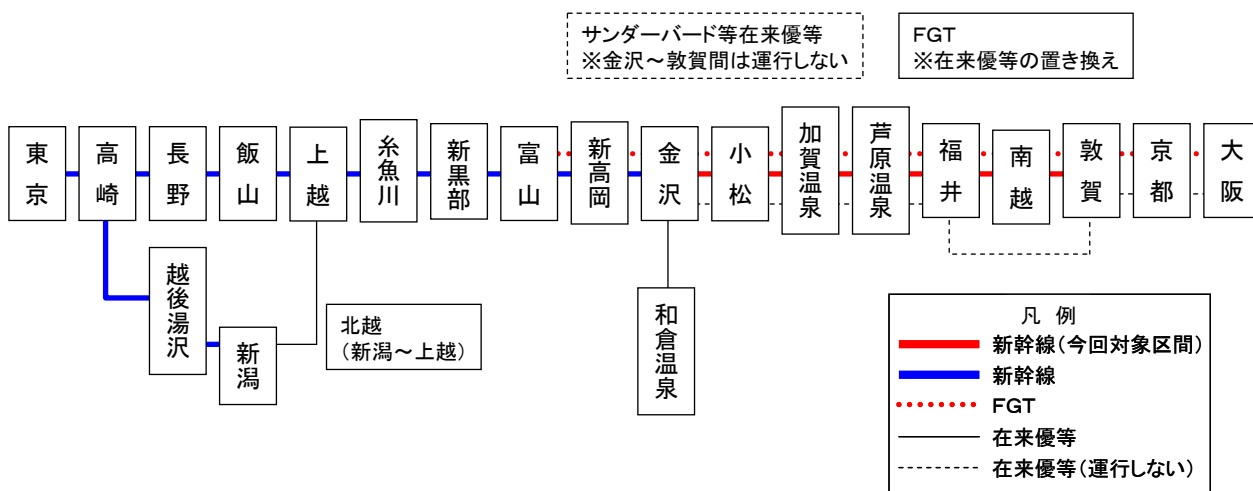 サンダーバード等在来優等
※金沢～敦賀間は運行しない
FGT
※在来優等の置き換え
東京
高崎
長野
飯山
上越
糸魚川
新黒部
富山
新高岡
金沢
小松
加賀温泉
芦原温泉
福井
南越
敦賀
京都
大阪
越後湯沢
新潟
北越
(新潟～上越)
和倉温泉
凡 例
新幹線(今回対象区間)
新幹線
FGT
在来優等
在来優等(運行しない)